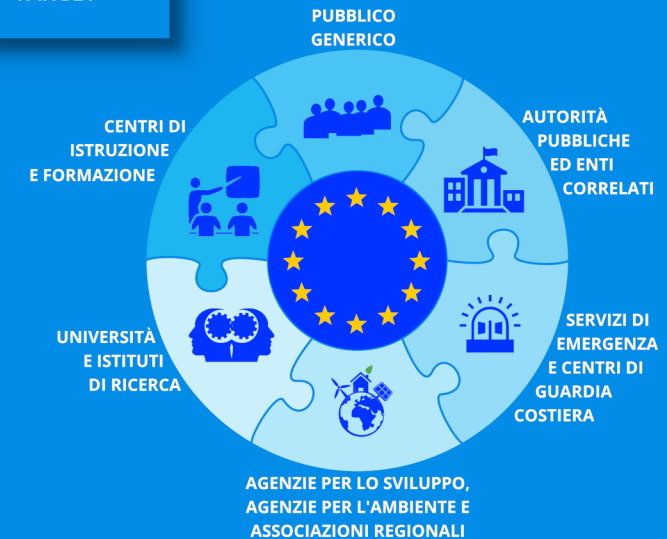 PUBBLICO
GENERICO
CENTRI DI
ISTRUZIONE
E FORMAZIONE
AUTORITÀ
PUBBLICHE
ED ENTI
CORRELATI
UNIVERSITÀ
E ISTITUTI
DI RICERCA
SERVIZI DI
EMERGENZA
E CENTRI DI
GUARDIA
COSTIERA
AGENZIE PER LO SVILUPPO,
AGENZIE PER L'AMBIENTE E
ASSOCIAZIONI REGIONALI